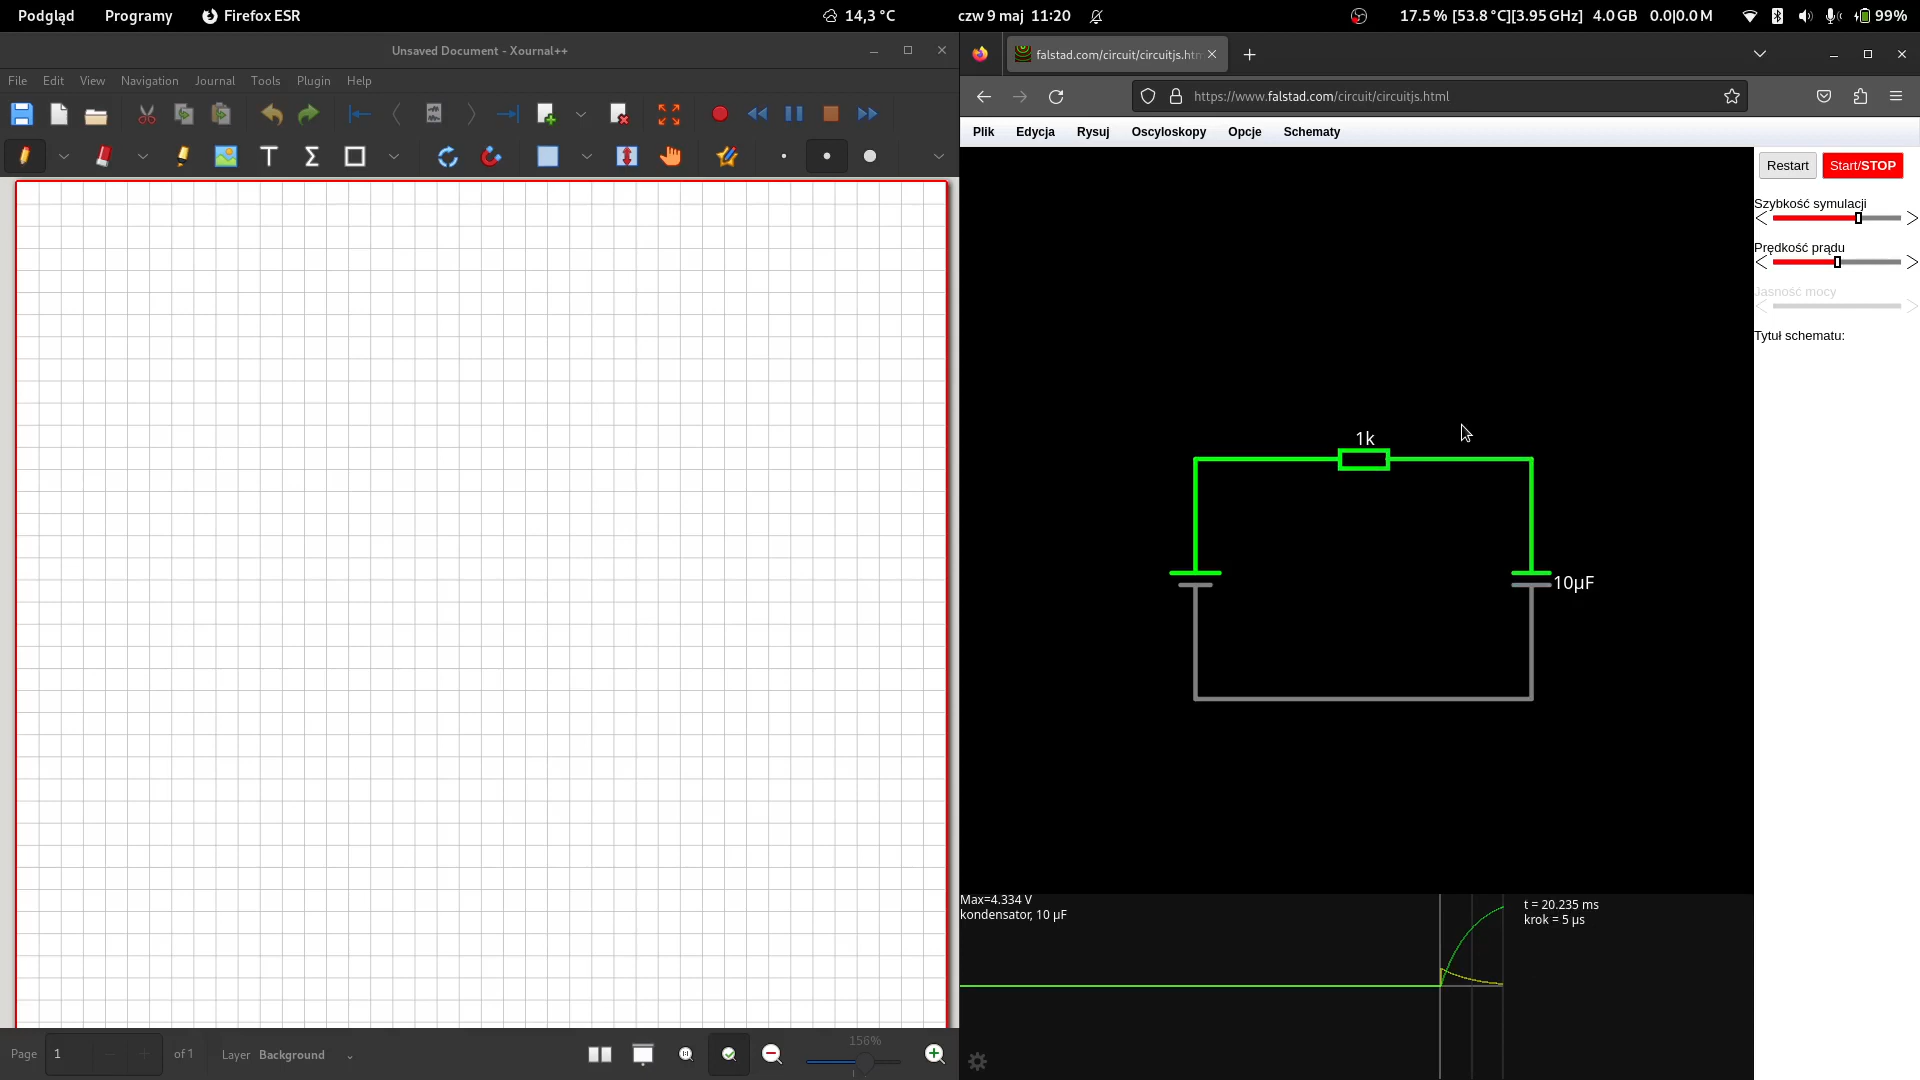 Podgląd Programy Firefox ESR 14,3 °C czw 9 maj 11:20 17.5 % [53.8 °C][3.95 GHz] 4.0 GB 0.0|0.0 M 99%
Unsaved Document - Xournal++
File Edit View Navigation Journal Tools Plugin Help
Page 1 of 1 Layer Background 156%
falstad.com/circuit/circuitjs.htm
https://www.falstad.com/circuit/circuitjs.html
Plik Edycja Rysuj Oscyloskopy Opcje Schematy
Restart Start/STOP
Szybkość symulacji
Prędkość prądu
Jasność mocy
Tytuł schematu:
1k
10μF
Max=4.334 V
kondensator, 10 μF
t = 20.235 ms
krok = 5 μs